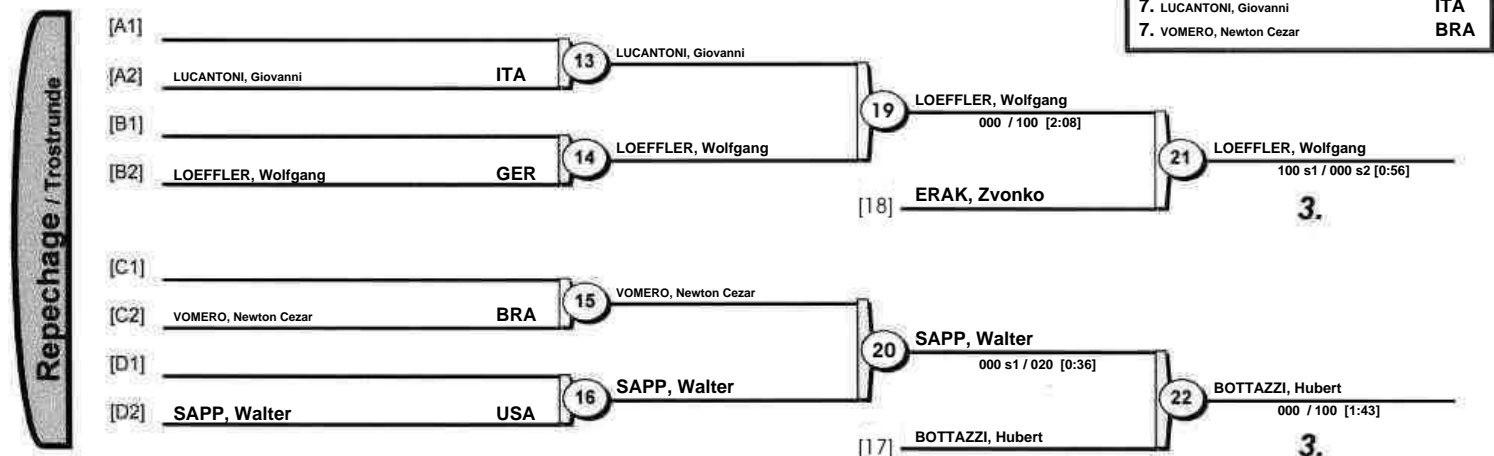 7. LUCANTONI, Giovanni ITA
7. VOMERO, Newton Cezar BRA
Repechage / Trostrunde
[A1]
[A2] LUCANTONI, Giovanni ITA
13 LUCANTONI, Giovanni
[B1]
[B2] LOEFFLER, Wolfgang GER
14 LOEFFLER, Wolfgang
19 LOEFFLER, Wolfgang
000 / 100 [2:08]
[18] ERAK, Zvonko
21 LOEFFLER, Wolfgang
100 s1 / 000 s2 [0:56]
3.
[C1]
[C2] VOMERO, Newton Cezar BRA
15 VOMERO, Newton Cezar
[D1]
[D2] SAPP, Walter USA
16 SAPP, Walter
20 SAPP, Walter
000 s1 / 020 [0:36]
[17] BOTTAZZI, Hubert
22 BOTTAZZI, Hubert
000 / 100 [1:43]
3.